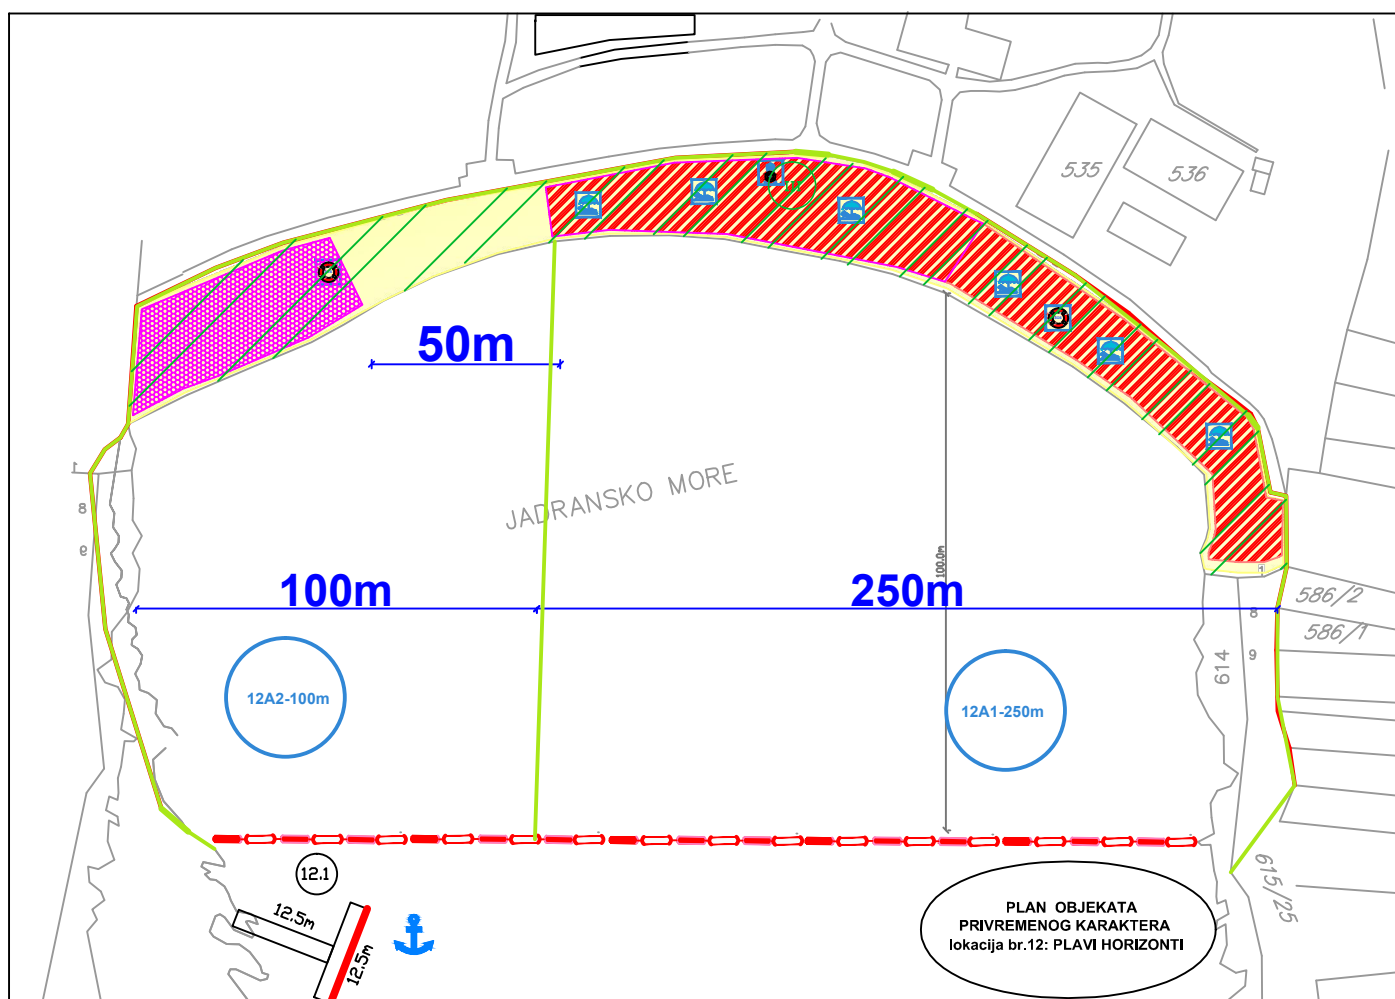 535
536
50m
JADRANSKO MORE
1
8
9
100.0m
100m
250m
1
586/2
8
586/1
9
614
12A2-100m
12A1-250m
12.1
12.5m
12.5m
615/25
PLAN OBJEKATA
PRIVREMENOG KARAKTERA
lokacija br.12: PLAVI HORIZONTI